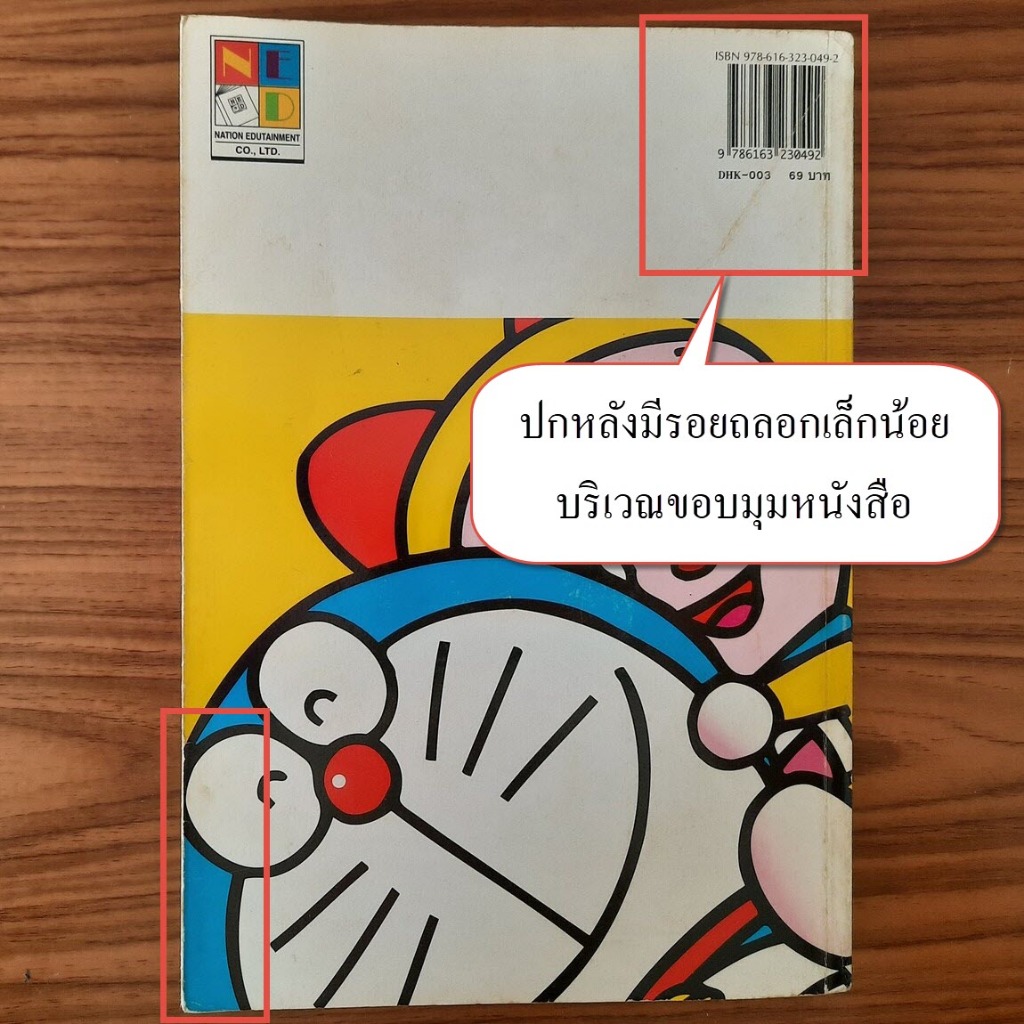 N E
D
NATION EDUTAINMENT
CO., LTD.
ISBN 978-616-323-049-2
9 786163 230492
DHK-003 69 บาท
ปกหลังมีรอยถลอกเล็กน้อย
บริเวณขอบมุมหนังสือ